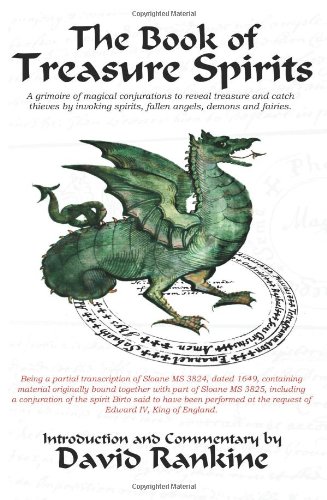 The Book of
Treasure Spirits
A grimoire of magical conjurations to reveal treasure and catch
thieves by invoking spirits, fallen angels, demons and fairies.
Emanuel
Amen
Being a partial transcription of Sloane MS 3824, dated 1649, containing
material originally bound together with part of Sloane MS 3825, including
a conjuration of the spirit Birto said to have been performed at the request of
Edward IV, King of England.
Introduction and Commentary by
David Rankine